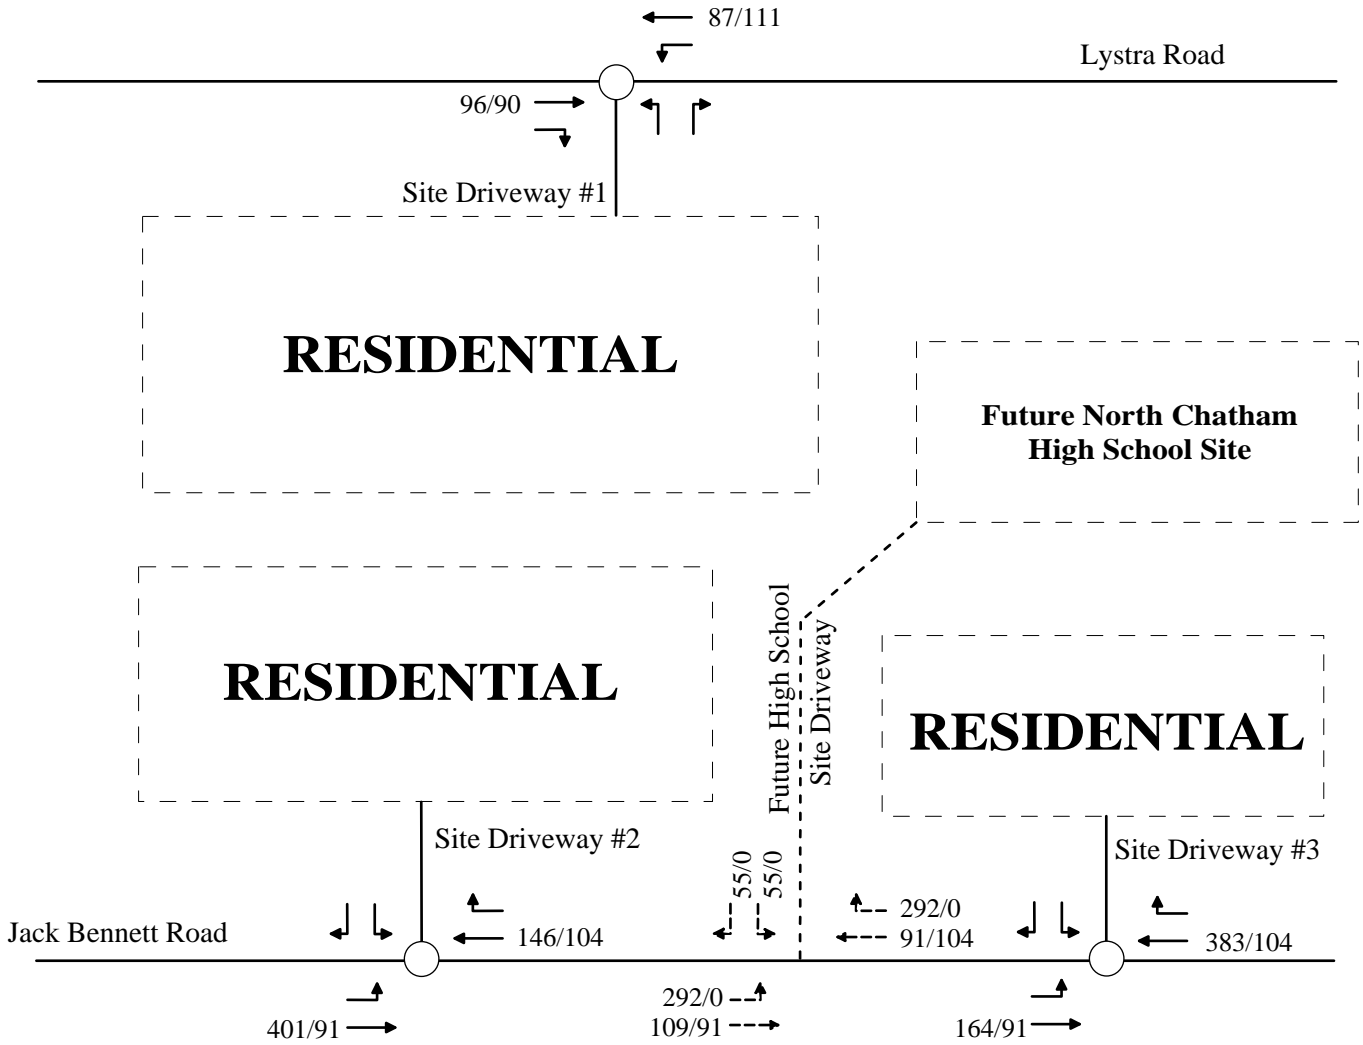 87/111
Lystra Road
96/90
Site Driveway #1
RESIDENTIAL
Future North Chatham
High School Site
RESIDENTIAL
Future High School
Site Driveway
RESIDENTIAL
Site Driveway #2
Site Driveway #3
55/0
55/0
292/0
Jack Bennett Road
146/104
91/104
383/104
292/0
401/91
109/91
164/91